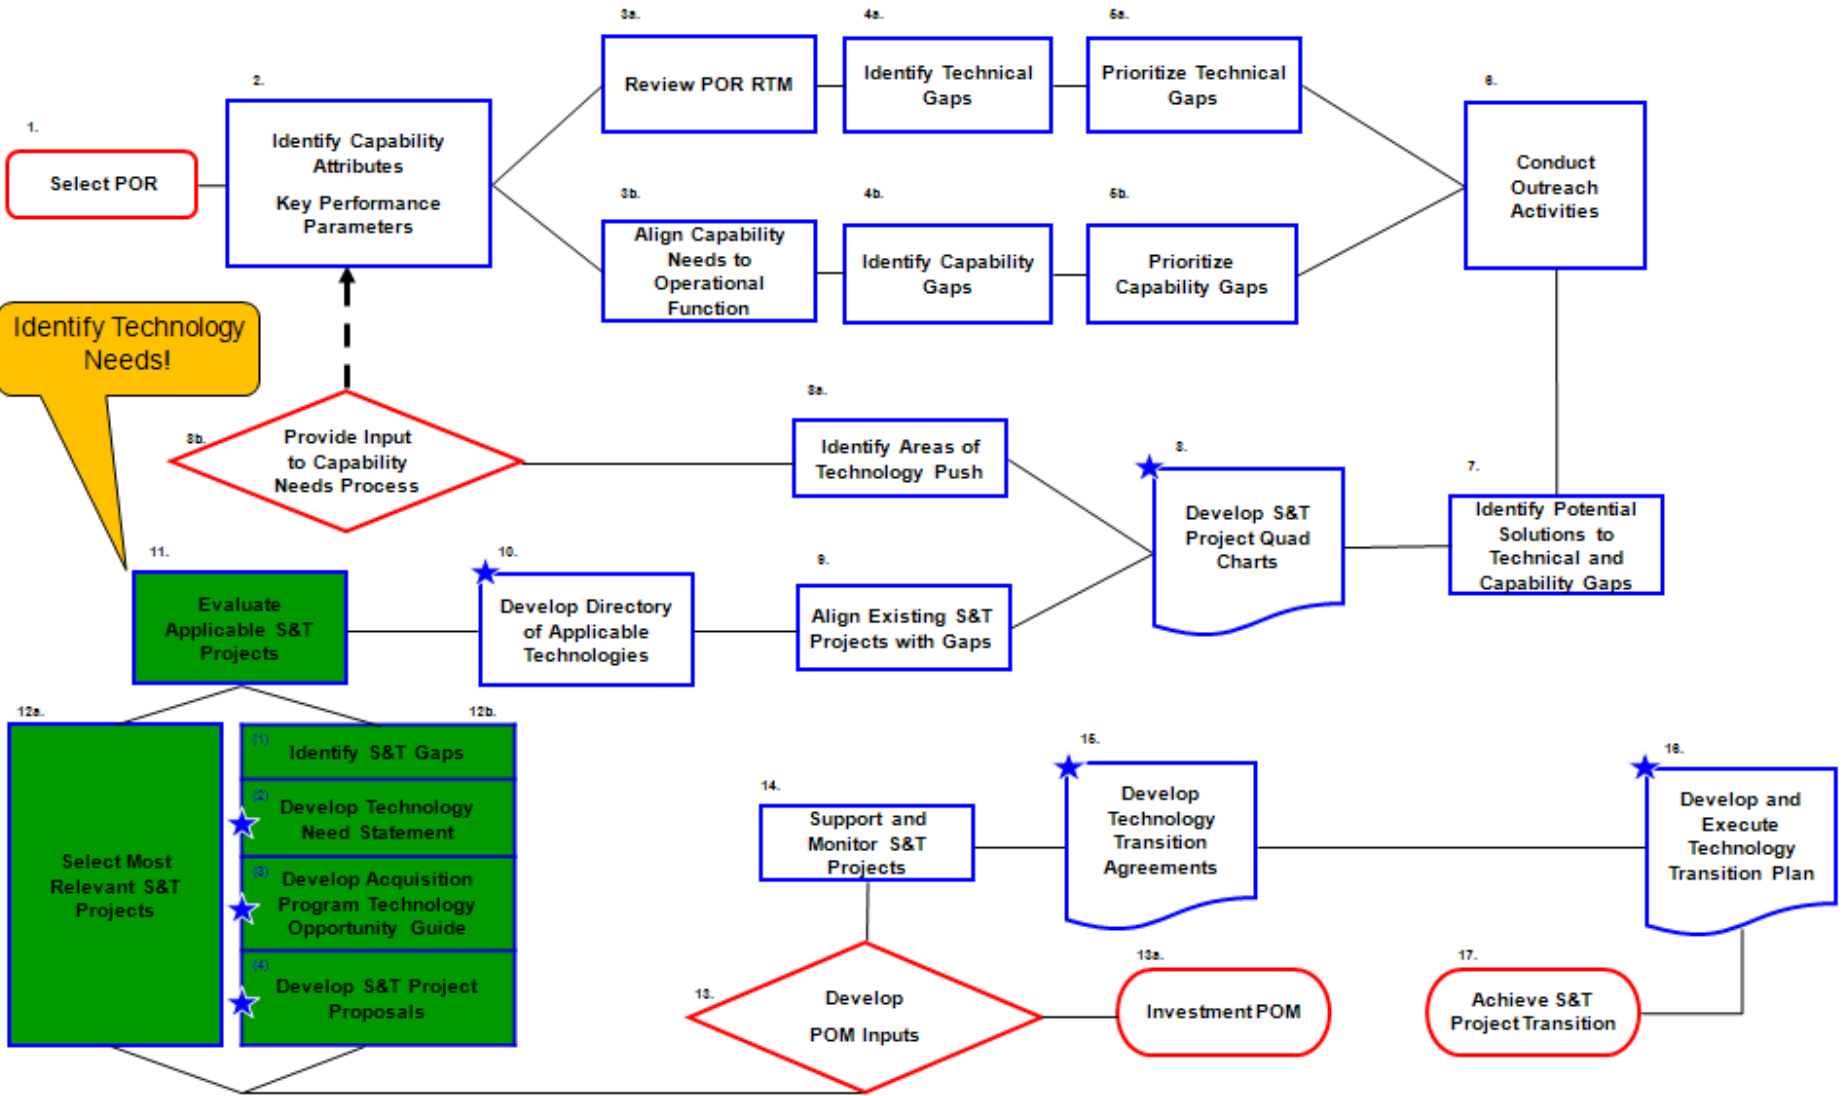 1.
Select POR
2.
Identify Capability
Attributes
Key Performance
Parameters
3a.
Review POR RTM
4a.
Identify Technical
Gaps
5a.
Prioritize Technical
Gaps
3b.
Align Capability
Needs to
Operational
Function
4b.
Identify Capability
Gaps
5b.
Prioritize
Capability Gaps
6.
Conduct
Outreach
Activities
Identify Technology
Needs!
8b.
Provide Input
to Capability
Needs Process
8a.
Identify Areas of
Technology Push
8.
Develop S&T
Project Quad
Charts
7.
Identify Potential
Solutions to
Technical and
Capability Gaps
11.
Evaluate
Applicable S&T
Projects
10.
Develop Directory
of Applicable
Technologies
9.
Align Existing S&T
Projects with Gaps
12a.
Select Most
Relevant S&T
Projects
12b.
(1)
Identify S&T Gaps
(2)
Develop Technology
Need Statement
(3)
Develop Acquisition
Program Technology
Opportunity Guide
(4)
Develop S&T Project
Proposals
13.
Develop
POM Inputs
13a.
Investment POM
14.
Support and
Monitor S&T
Projects
15.
Develop
Technology
Transition
Agreements
16.
Develop and
Execute
Technology
Transition Plan
17.
Achieve S&T
Project Transition